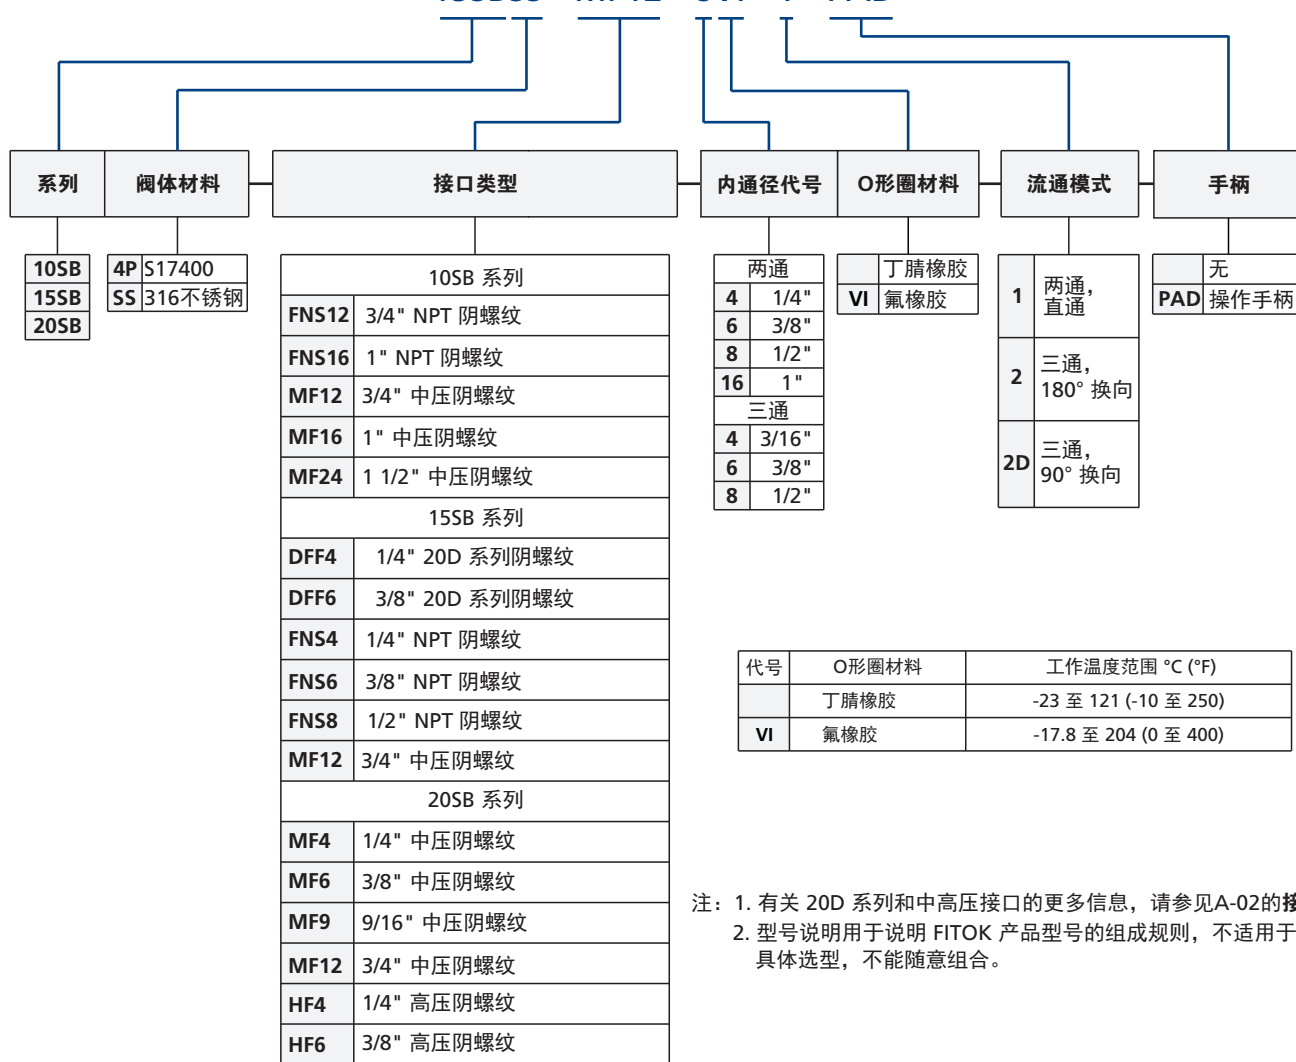 系列
阀体材料
接口类型
内通径代号
O形圈材料
流通模式
手柄
10SB
15SB
20SB
4P S17400
SS 316不锈钢
10SB 系列
FNS12 3/4" NPT 阴螺纹
FNS16 1" NPT 阴螺纹
MF12 3/4" 中压阴螺纹
MF16 1" 中压阴螺纹
MF24 1 1/2" 中压阴螺纹
15SB 系列
DFF4 1/4" 20D 系列阴螺纹
DFF6 3/8" 20D 系列阴螺纹
FNS4 1/4" NPT 阴螺纹
FNS6 3/8" NPT 阴螺纹
FNS8 1/2" NPT 阴螺纹
MF12 3/4" 中压阴螺纹
20SB 系列
MF4 1/4" 中压阴螺纹
MF6 3/8" 中压阴螺纹
MF9 9/16" 中压阴螺纹
MF12 3/4" 中压阴螺纹
HF4 1/4" 高压阴螺纹
HF6 3/8" 高压阴螺纹
两通
4 1/4"
6 3/8"
8 1/2"
16 1"
三通
4 3/16"
6 3/8"
8 1/2"
丁腈橡胶
VI 氟橡胶
1 两通，
直通
2 三通，
180° 换向
2D 三通，
90° 换向
无
PAD 操作手柄
代号 O形圈材料 工作温度范围 °C (°F)
丁腈橡胶 -23 至 121 (-10 至 250)
VI 氟橡胶 -17.8 至 204 (0 至 400)
注：1. 有关 20D 系列和中高压接口的更多信息，请参见A-02的接
2. 型号说明用于说明 FITOK 产品型号的组成规则，不适用于
具体选型，不能随意组合。